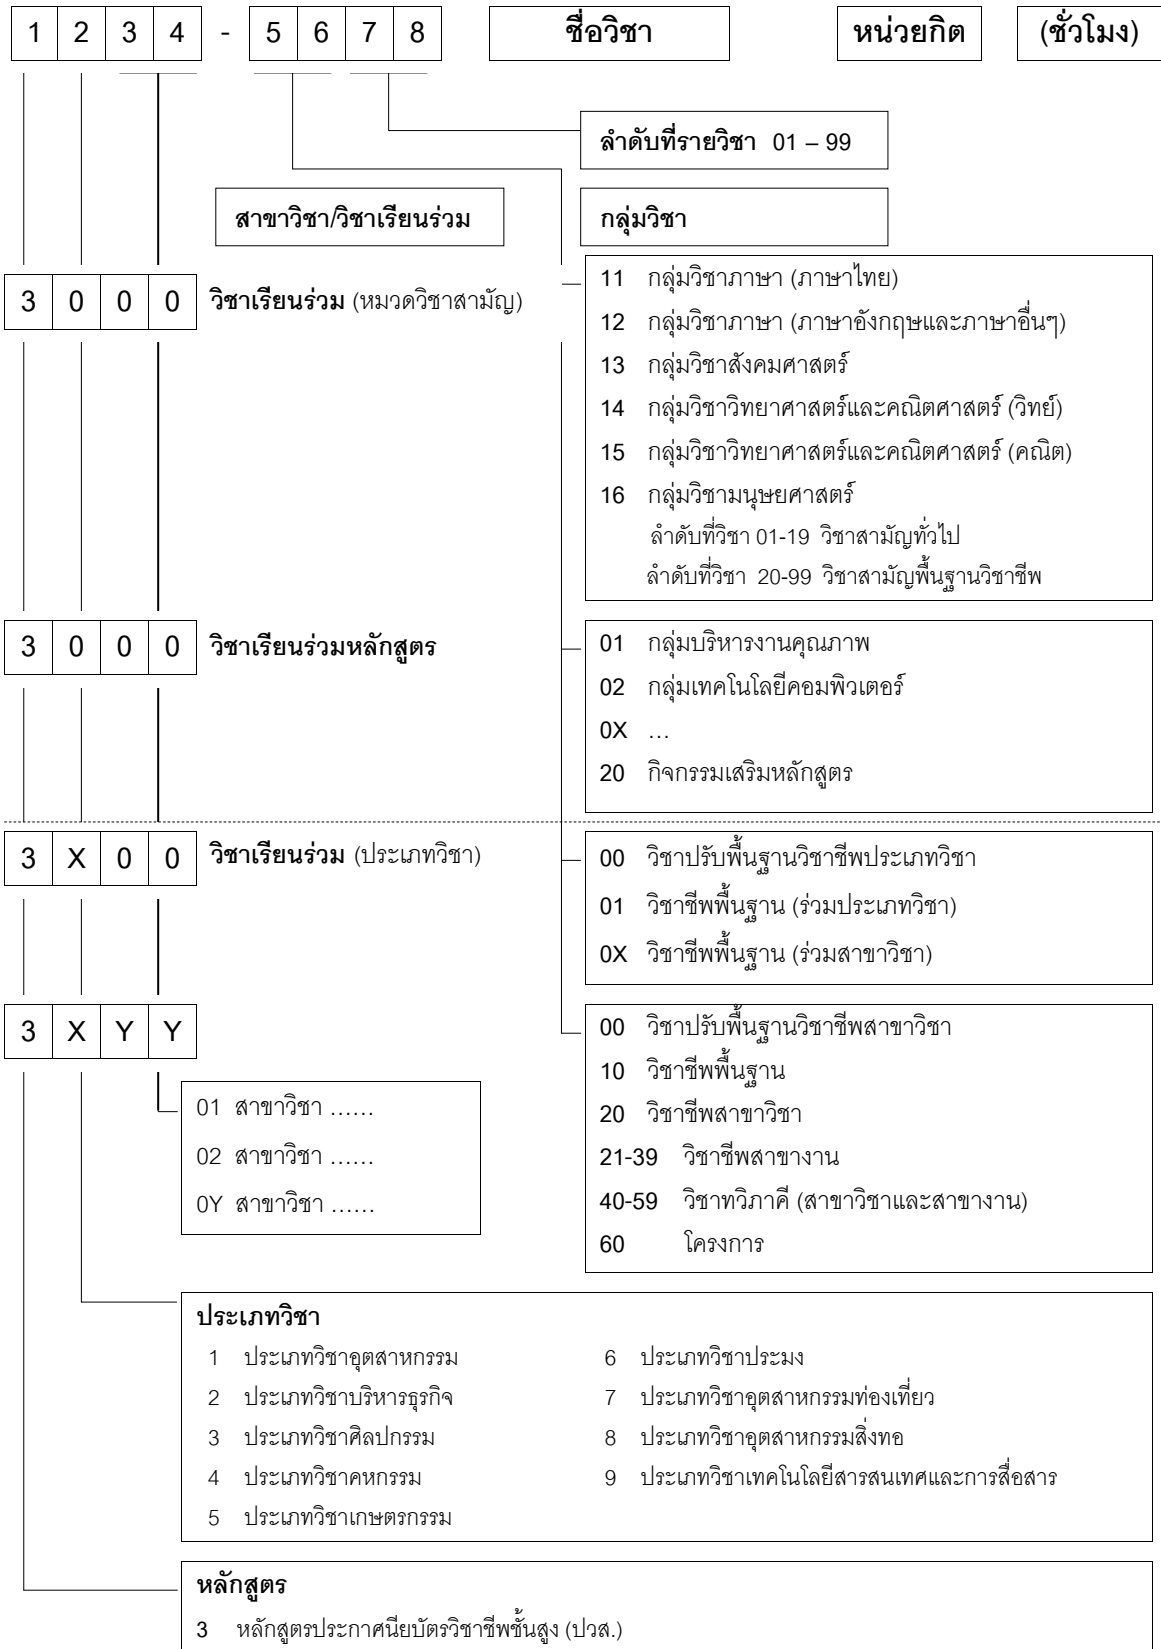 1 2 3 4 - 5 6 7 8 ชื่อวิชา หน่วยกิต (ชั่วโมง)
ลำดับที่รายวิชา 01 – 99
สาขาวิชา/วิชาเรียนร่วม
กลุ่มวิชา
3 0 0 0 วิชาเรียนร่วม (หมวดวิชาสามัญ)
11 กลุ่มวิชาภาษา (ภาษาไทย)
12 กลุ่มวิชาภาษา (ภาษาอังกฤษและภาษาอื่นๆ)
13 กลุ่มวิชาสังคมศาสตร์
14 กลุ่มวิชาวิทยาศาสตร์และคณิตศาสตร์ (วิทย์)
15 กลุ่มวิชาวิทยาศาสตร์และคณิตศาสตร์ (คณิต)
16 กลุ่มวิชามนุษยศาสตร์
ลำดับที่วิชา 01-19 วิชาสามัญทั่วไป
ลำดับที่วิชา 20-99 วิชาสามัญพื้นฐานวิชาชีพ
3 0 0 0 วิชาเรียนร่วมหลักสูตร
01 กลุ่มบริหารงานคุณภาพ
02 กลุ่มเทคโนโลยีคอมพิวเตอร์
0X …
20 กิจกรรมเสริมหลักสูตร
3 X 0 0 วิชาเรียนร่วม (ประเภทวิชา)
00 วิชาปรับพื้นฐานวิชาชีพประเภทวิชา
01 วิชาชีพพื้นฐาน (ร่วมประเภทวิชา)
0X วิชาชีพพื้นฐาน (ร่วมสาขาวิชา)
3 X Y Y
00 วิชาปรับพื้นฐานวิชาชีพสาขาวิชา
10 วิชาชีพพื้นฐาน
20 วิชาชีพสาขาวิชา
21-39 วิชาชีพสาขางาน
40-59 วิชาทวิภาคี (สาขาวิชาและสาขางาน)
60 โครงการ
01 สาขาวิชา ……
02 สาขาวิชา ……
0Y สาขาวิชา ……
ประเภทวิชา
1 ประเภทวิชาอุตสาหกรรม
2 ประเภทวิชาบริหารธุรกิจ
3 ประเภทวิชาศิลปกรรม
4 ประเภทวิชาคหกรรม
5 ประเภทวิชาเกษตรกรรม
6 ประเภทวิชาประมง
7 ประเภทวิชาอุตสาหกรรมท่องเที่ยว
8 ประเภทวิชาอุตสาหกรรมสิ่งทอ
9 ประเภทวิชาเทคโนโลยีสารสนเทศและการสื่อสาร
หลักสูตร
3 หลักสูตรประกาศนียบัตรวิชาชีพชั้นสูง (ปวส.)